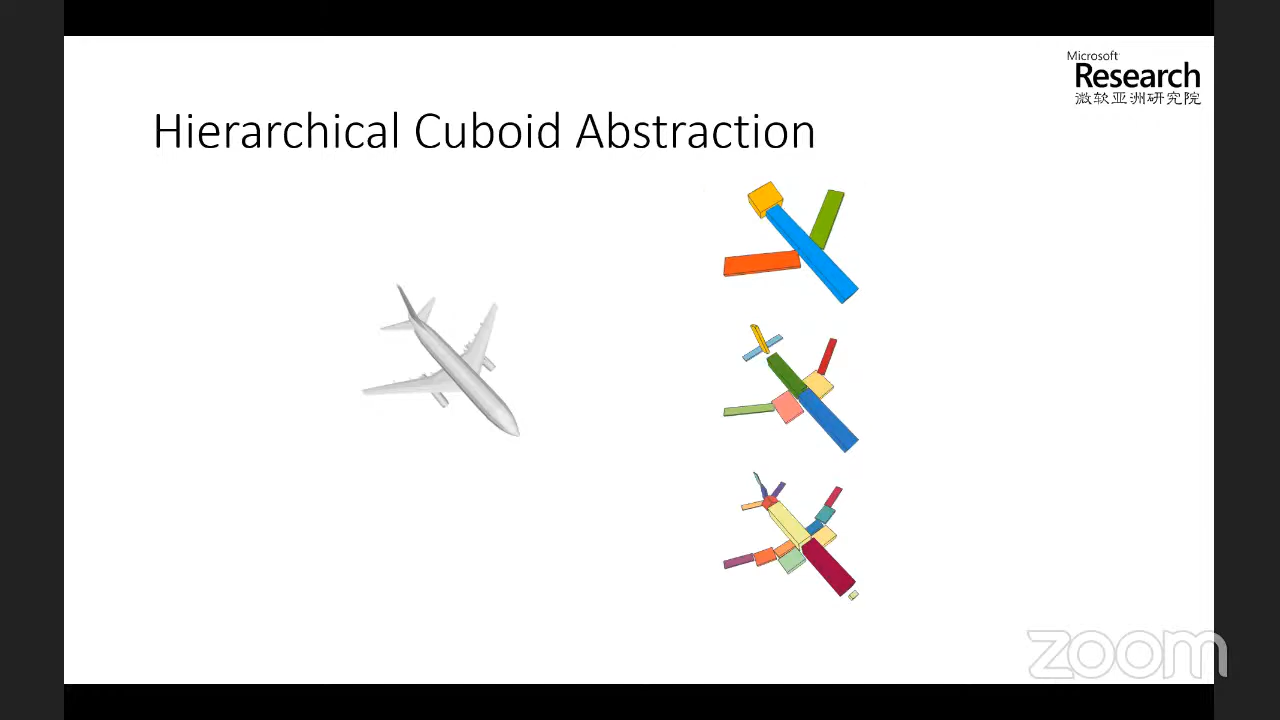 Microsoft
Research
微软亚洲研究院
Hierarchical Cuboid Abstraction
zoom